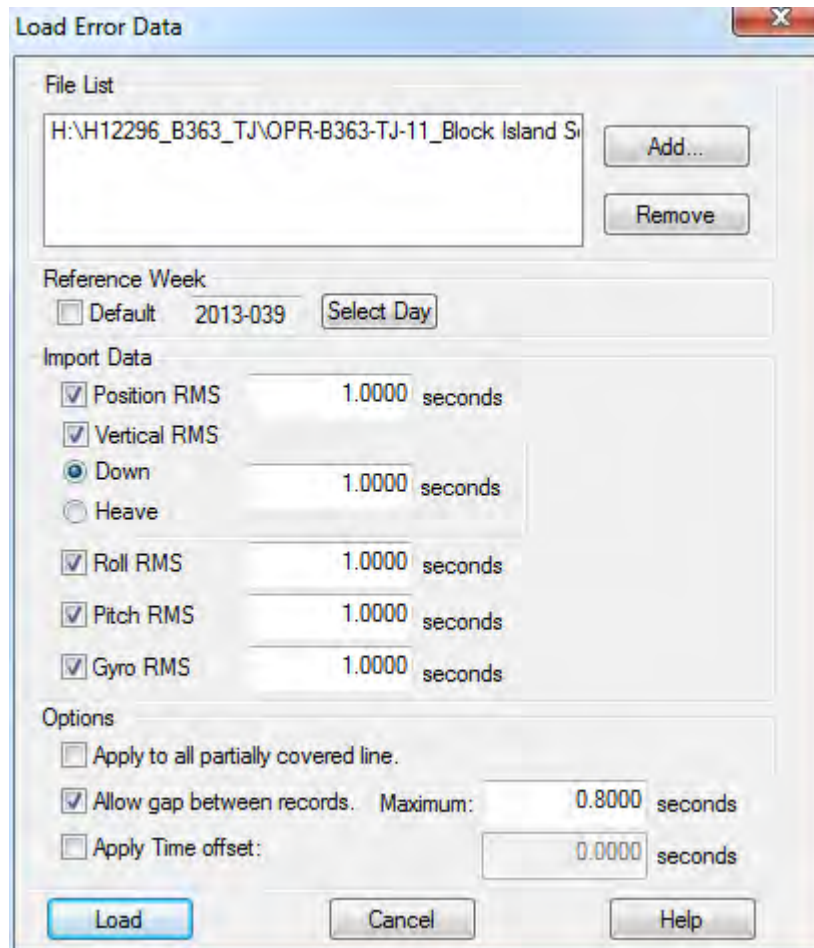 Load Error Data
File List
H:\H12296_B363_TJ\OPR-B363-TJ-11_Block Island
Add...
Remove
Reference Week
Default 2013-039 Select Day
Import Data
Position RMS 1.0000 seconds
Vertical RMS
Down
1.0000 seconds
Heave
Roll RMS 1.0000 seconds
Pitch RMS 1.0000 seconds
Gyro RMS 1.0000 seconds
Options
Apply to all partially covered line.
Allow gap between records. Maximum: 0.8000 seconds
Apply Time offset: 0.0000 seconds
Load Cancel Help